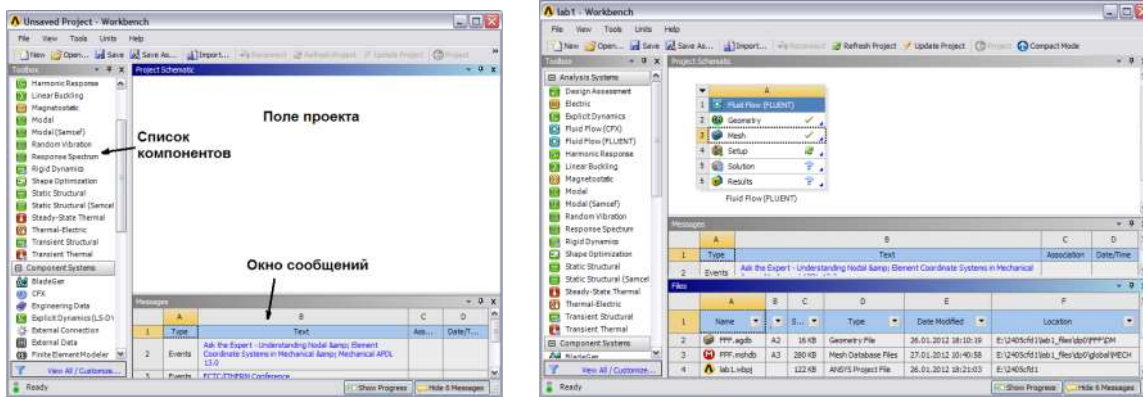 Unsaved Project - Workbench
File View Tools Units Help
New Open... Save Save As... Import... Reconnect Refresh Project Update Project Project
Toolbox
Project Schematic
Harmonic Response
Linear Buckling
Magnetostatic
Modal
Modal (Samcef)
Random Vibration
Response Spectrum
Rigid Dynamics
Shape Optimization
Static Structural
Static Structural (Samcef
Steady-State Thermal
Thermal-Electric
Transient Structural
Transient Thermal
Component Systems
BladeGen
CFX
Engineering Data
Explicit Dynamics (LS-DY
External Connection
External Data
Finite Element Modeler
View All / Customize...
Поле проекта
Список
компонентов
Окно сообщений
Messages
A B C D
1 Type Text Ass... Date/T...
2 Events Ask the Expert - Understanding Nodal &amp; Element
Coordinate Systems in Mechanical &amp; Mechanical APDL
13.0
Events
Ready
Show Progress Hide 6 Messages
lab1 - Workbench
File View Tools Units Help
New Open... Save Save As... Import... Reconnect Refresh Project Update Project Project Compact Mode
Toolbox
Project Schematic
Analysis Systems
Design Assessment
Electric
Explicit Dynamics
Fluid Flow (CFX)
Fluid Flow (FLUENT)
Harmonic Response
Linear Buckling
Magnetostatic
Modal
Modal (Samcef)
Random Vibration
Response Spectrum
Rigid Dynamics
Shape Optimization
Static Structural
Static Structural (Samcef
Steady-State Thermal
Thermal-Electric
Transient Structural
Transient Thermal
Component Systems
BladeGen
View All / Customize...
A
1 Fluid Flow (FLUENT)
2 Geometry
3 Mesh
4 Setup
5 Solution
6 Results
Fluid Flow (FLUENT)
Messages
A B C D
1 Type Text Association Date/Time
2 Events Ask the Expert - Understanding Nodal &amp; Element Coordinate Systems in Mechanical
Files
A B C D E F
1 Name S... Type Date Modified Location
2 FFF.agdb A2 16 KB Geometry File 26.01.2012 18:10:19
3 FFF.mshdb A3 280 KB Mesh Database Files 27.01.2012 10:40:58
4 lab1.wbpj 122 KB ANSYS Project File 26.01.2012 18:21:03
Ready
Show Progress Hide 6 Messages